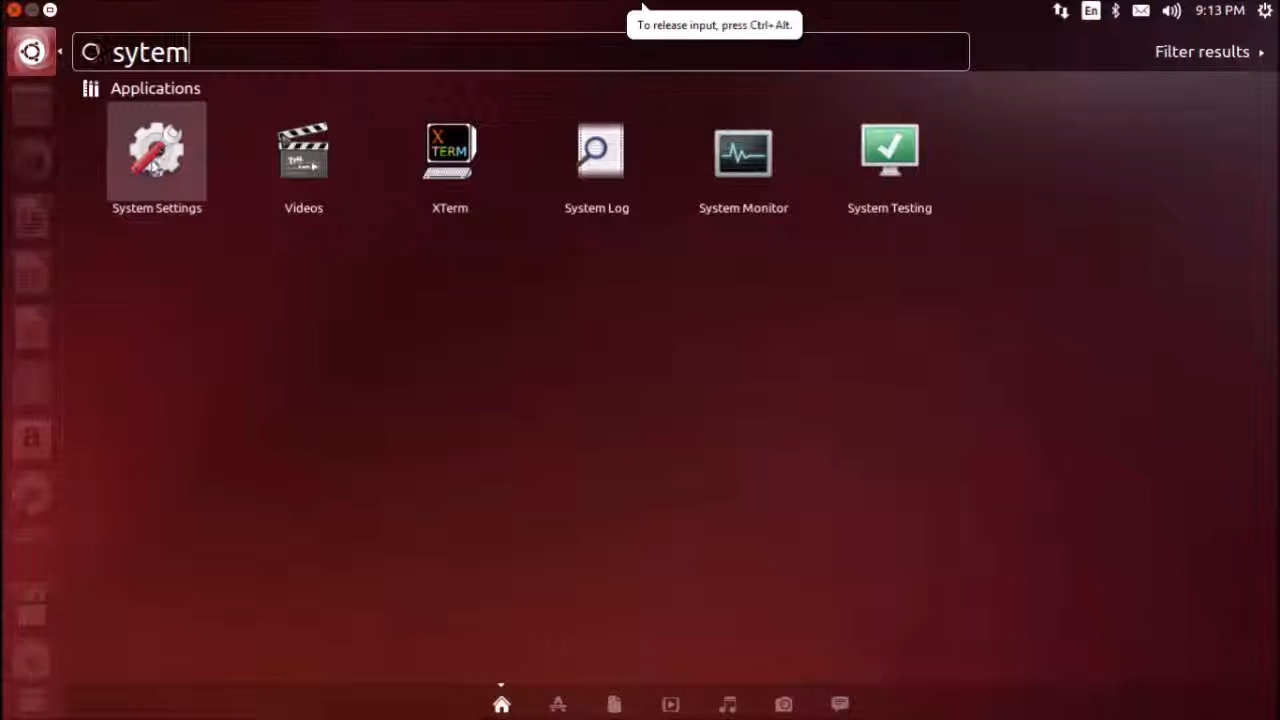 To release input, press Ctrl+Alt.
En
9:13 PM
sytem
Filter results
Applications
X
TERM
System Settings
Videos
XTerm
System Log
System Monitor
System Testing
a